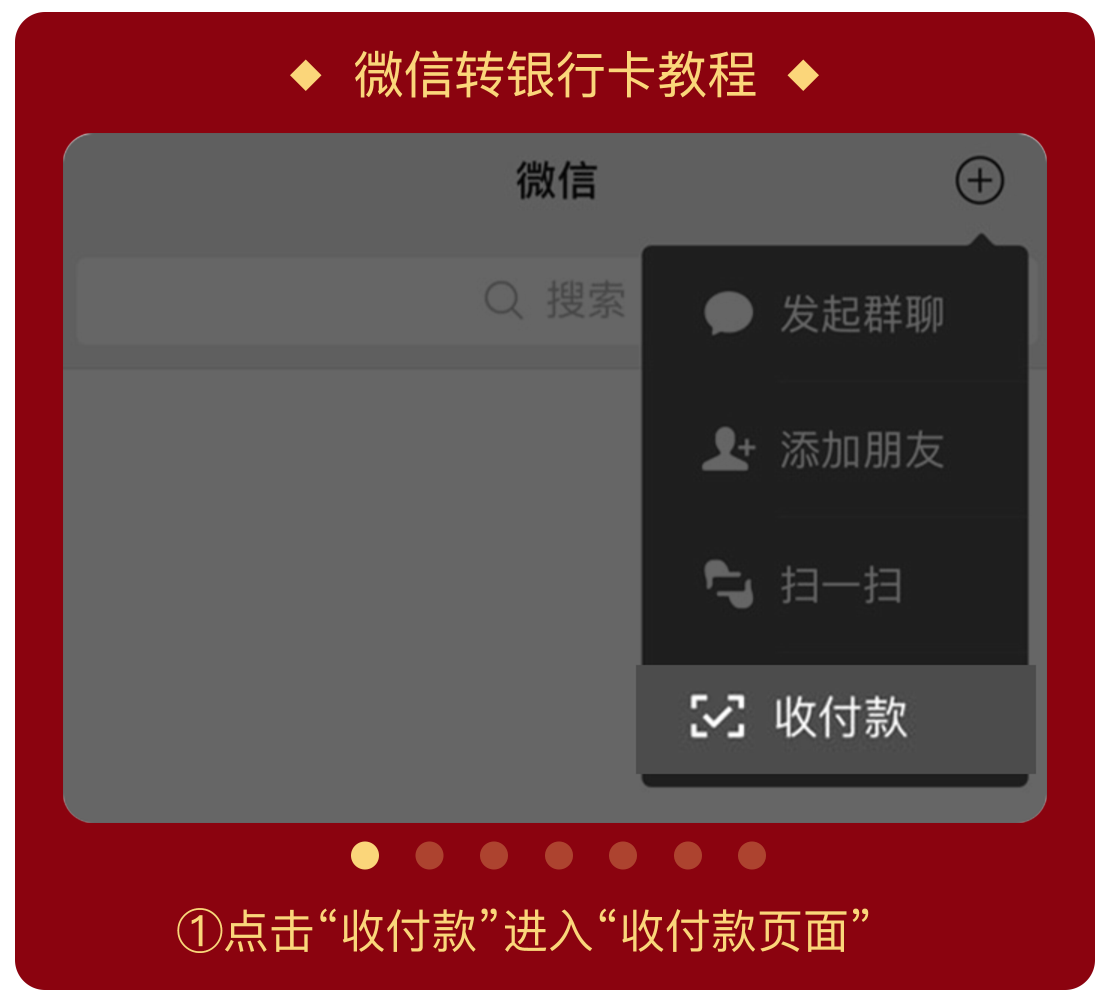 微信转银行卡教程
微信
搜索
发起群聊
添加朋友
扫一扫
收付款
①点击“收付款”进入“收付款页面”